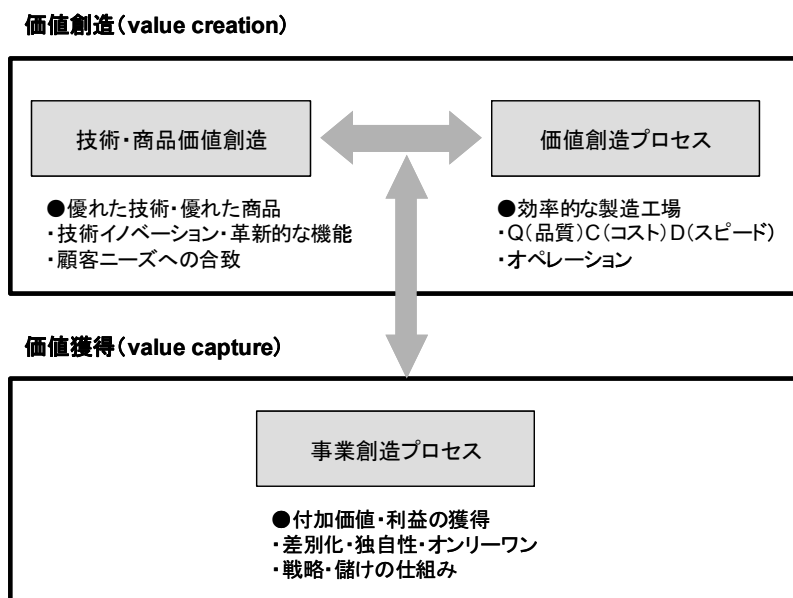 価値創造(value creation)
技術・商品価値創造
価値創造プロセス
●優れた技術・優れた商品
・技術イノベーション・革新的な機能
・顧客ニーズへの合致
●効率的な製造工場
・Q(品質)C(コスト)D(スピード)
・オペレーション
価値獲得(value capture)
事業創造プロセス
●付加価値・利益の獲得
・差別化・独自性・オンリーワン
・戦略・儲けの仕組み